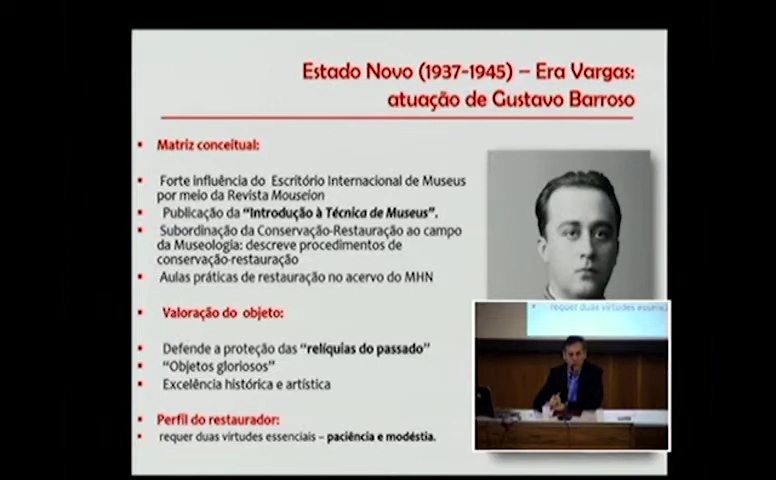 Estado Novo (1937-1945) – Era Vargas:
atuação de Gustavo Barroso
▪ Matriz conceitual:
▪ Forte influência do Escritório Internacional de Museus
por meio da Revista Mouseion
▪ Publicação da “Introdução à Técnica de Museus”.
▪ Subordinação da Conservação-Restauração ao campo
da Museologia: descreve procedimentos de
conservação-restauração
▪ Aulas práticas de restauração no acervo do MHN
▪ Valoração do objeto:
▪ Defende a proteção das “relíquias do passado”
▪ “Objetos gloriosos”
▪ Excelência histórica e artística
▪ Perfil do restaurador:
▪ requer duas virtudes essenciais – paciência e modéstia.
requer duas virtudes essenciais